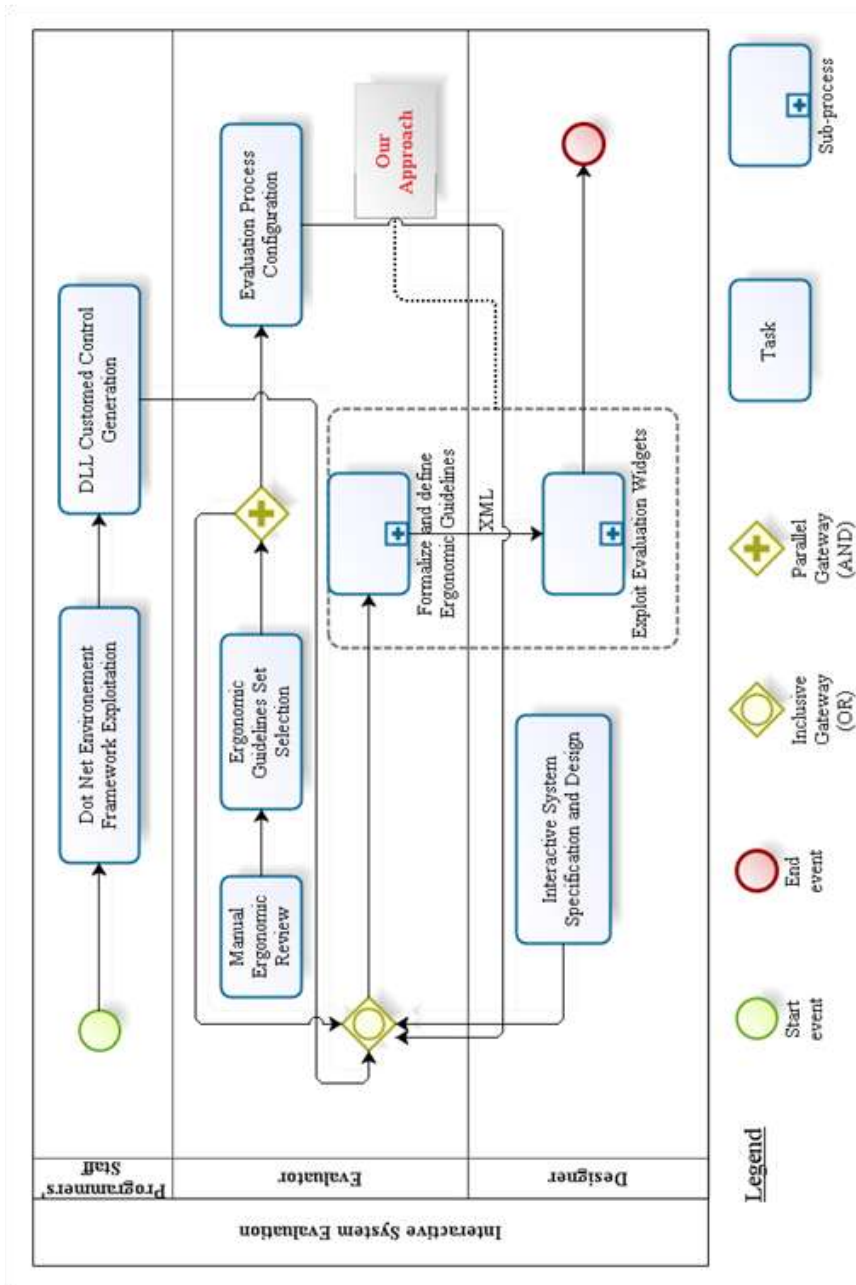 Interactive System Evaluation
Programmers'
Staff
Evaluator
Designer
Dot Net Environement
Framework Exploitation
DLL Customed Control
Generation
Manual
Ergonomic
Review
Ergonomic
Guidelines Set
Selection
Evaluation Process
Configuration
Our
Approach
Formalize and define
Ergonomic Guidelines
XML
Interactive System
Specification and Design
Exploit Evaluation Widgets
Legend
Start
event
End
event
Inclusive
Gateway
(OR)
Parallel
Gateway
(AND)
Task
Sub-process